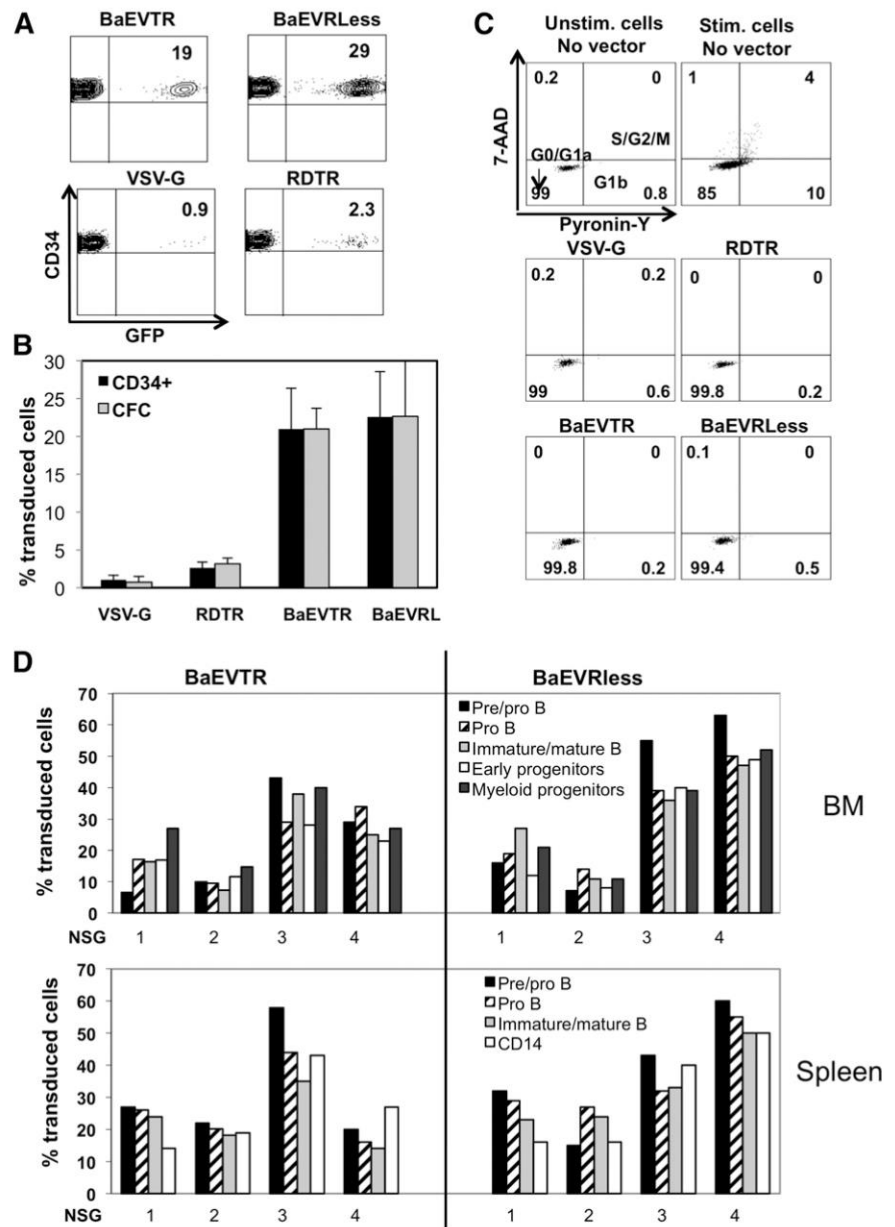 A
BaEVTR
BaEVRLess
19
29
VSV-G
RDTR
0.9
2.3
CD34
GFP
B
% transduced cells
30
25
20
15
10
5
0
CD34+
CFC
VSV-G
RDTR
BaEVTR
BaEVRL
C
Unstim. cells
No vector
Stim. cells
No vector
7-AAD
0.2
0
1
4
S/G2/M
G0/G1a
G1b
99
0.8
85
10
Pyronin-Y
VSV-G
RDTR
0.2
0.2
0
0
99
0.6
99.8
0.2
BaEVTR
BaEVRLess
0
0
0.1
0
99.8
0.2
99.4
0.5
D
BaEVTR
BaEVRless
% transduced cells
70
60
50
40
30
20
10
0
Pre/pro B
Pro B
Immature/mature B
Early progenitors
Myeloid progenitors
BM
NSG
1
2
3
4
1
2
3
4
% transduced cells
70
60
50
40
30
20
10
0
Pre/pro B
Pro B
Immature/mature B
CD14
Spleen
NSG
1
2
3
4
1
2
3
4